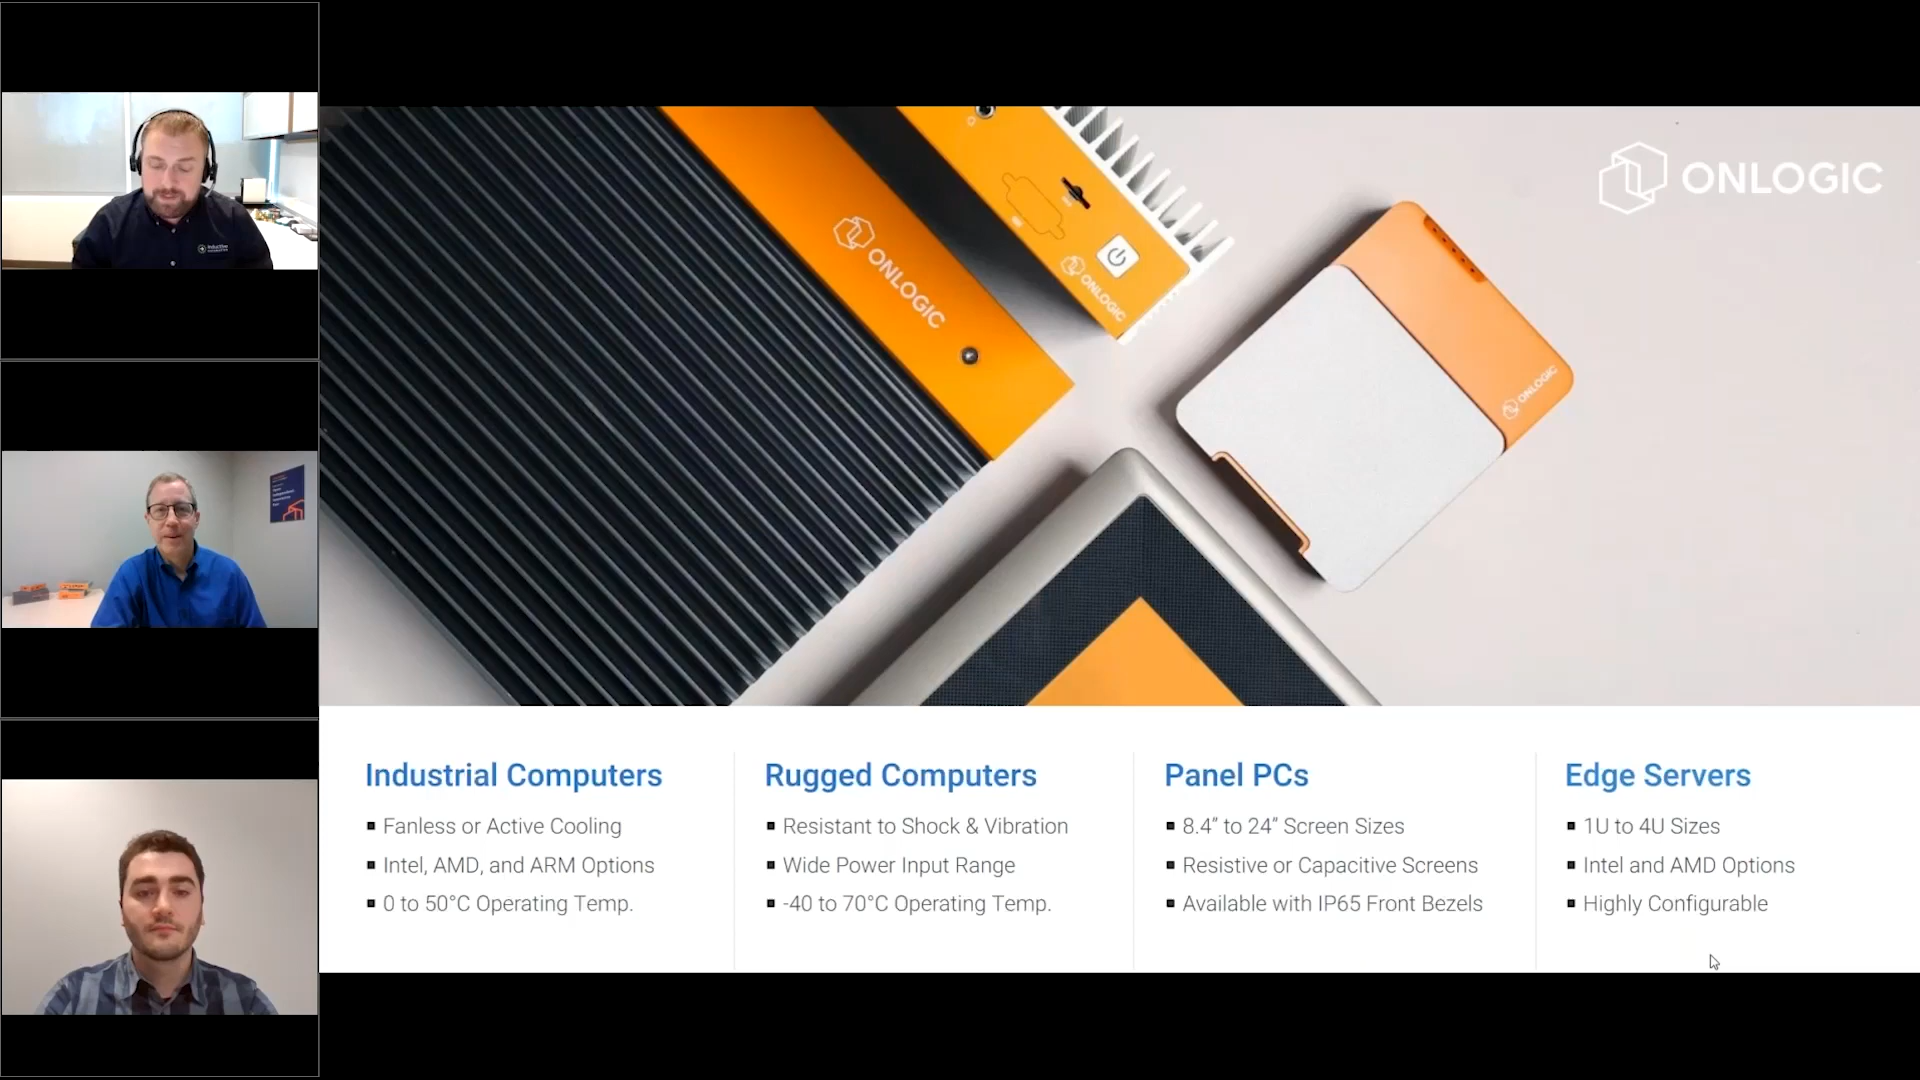 Inductive
ONLOGIC
ONLOGIC
ONLOGIC
ONLOGIC
Industrial Computers
Fanless or Active Cooling
Intel, AMD, and ARM Options
0 to 50°C Operating Temp.
Rugged Computers
Resistant to Shock & Vibration
Wide Power Input Range
-40 to 70°C Operating Temp.
Panel PCs
8.4” to 24” Screen Sizes
Resistive or Capacitive Screens
Available with IP65 Front Bezels
Edge Servers
1U to 4U Sizes
Intel and AMD Options
Highly Configurable